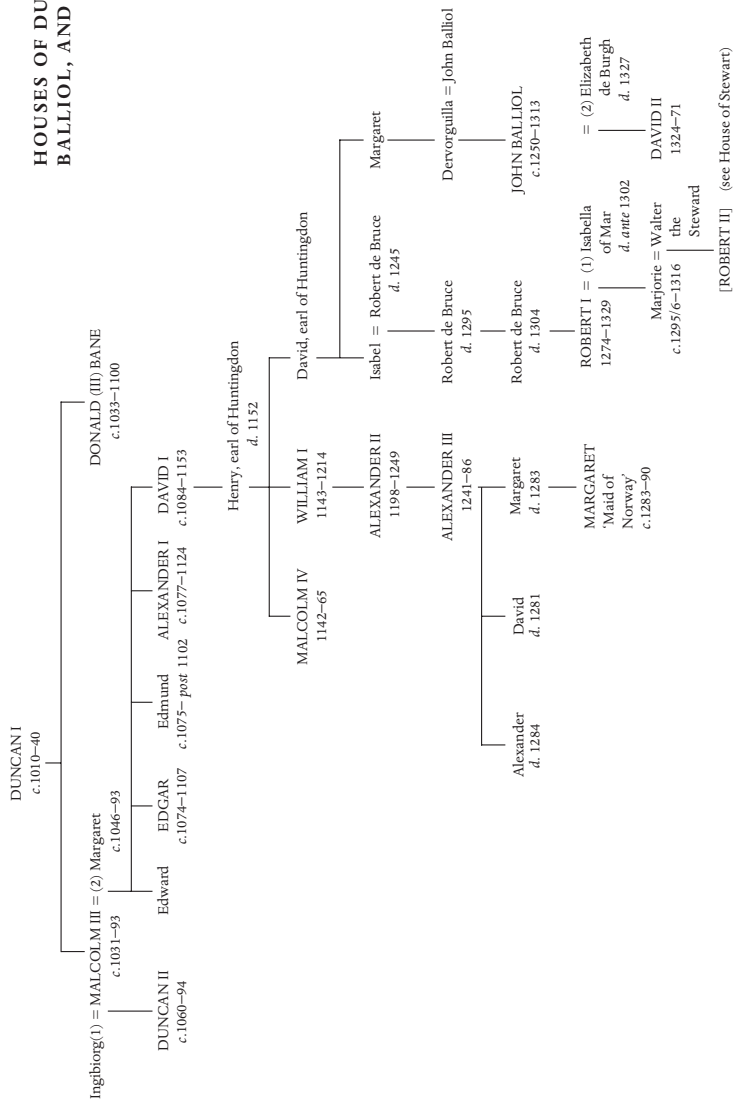 HOUSES OF DU
BALLIOL, AND
DUNCAN I
c.1010–40
Ingibiorg(1) = MALCOLM III = (2) Margaret
c.1031–93
c.1046–93
DONALD (III) BANE
c.1033–1100
DUNCAN II
c.1060–94
Edward
EDGAR
c.1074–1107
Edmund
c.1075– post 1102
ALEXANDER I
c.1077–1124
DAVID I
c.1084–1153
Henry, earl of Huntingdon
d. 1152
MALCOLM IV
1142–65
WILLIAM I
1143–1214
David, earl of Huntingdon
ALEXANDER II
1198–1249
Isabel = Robert de Bruce
d. 1245
Margaret
ALEXANDER III
1241–86
Robert de Bruce
d. 1295
Dervorguilla = John Balliol
Alexander
d. 1284
David
d. 1281
Margaret
d. 1283
Robert de Bruce
d. 1304
JOHN BALLIOL
c.1250–1313
MARGARET
'Maid of
Norway'
c.1283–90
ROBERT I = (1) Isabella
1274–1329
of Mar
d. ante 1302
= (2) Elizabeth
de Burgh
d. 1327
Marjorie = Walter
c.1295/6–1316
the
Steward
DAVID II
1324–71
[ROBERT II] (see House of Stewart)